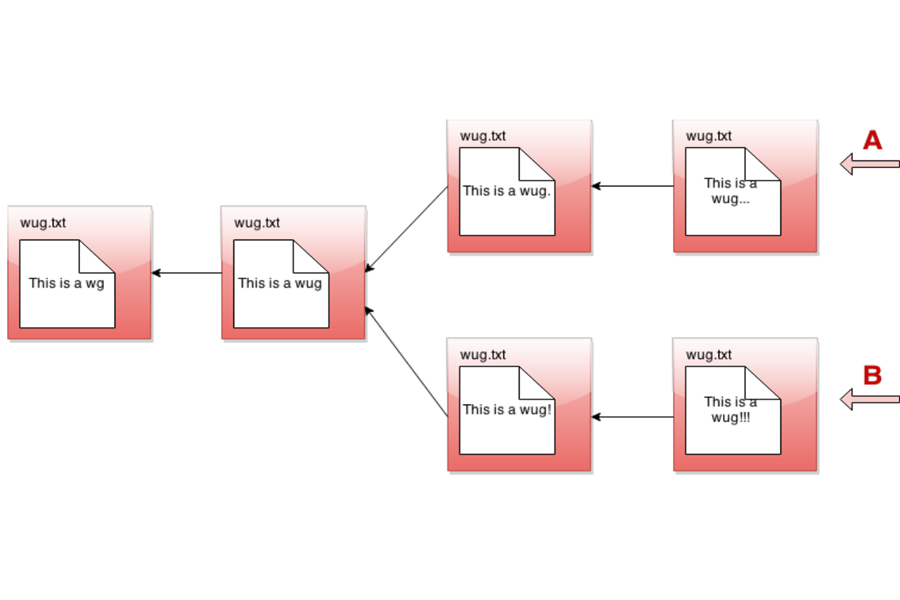 wug.txt
This is a wg
wug.txt
This is a wug
wug.txt
This is a wug.
wug.txt
This is a
wug...
A
wug.txt
This is a wug!
wug.txt
This is a
wug!!!
B